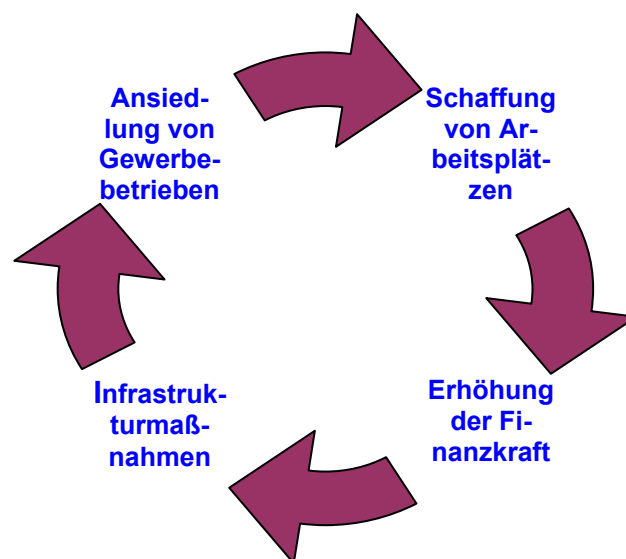 Ansied-
lung von
Gewerbe-
betrieben
Schaffung
von Ar-
beitsplät-
zen
Erhöhung
der Fi-
nanzkraft
Infrastruk-
turmaß-
nahmen